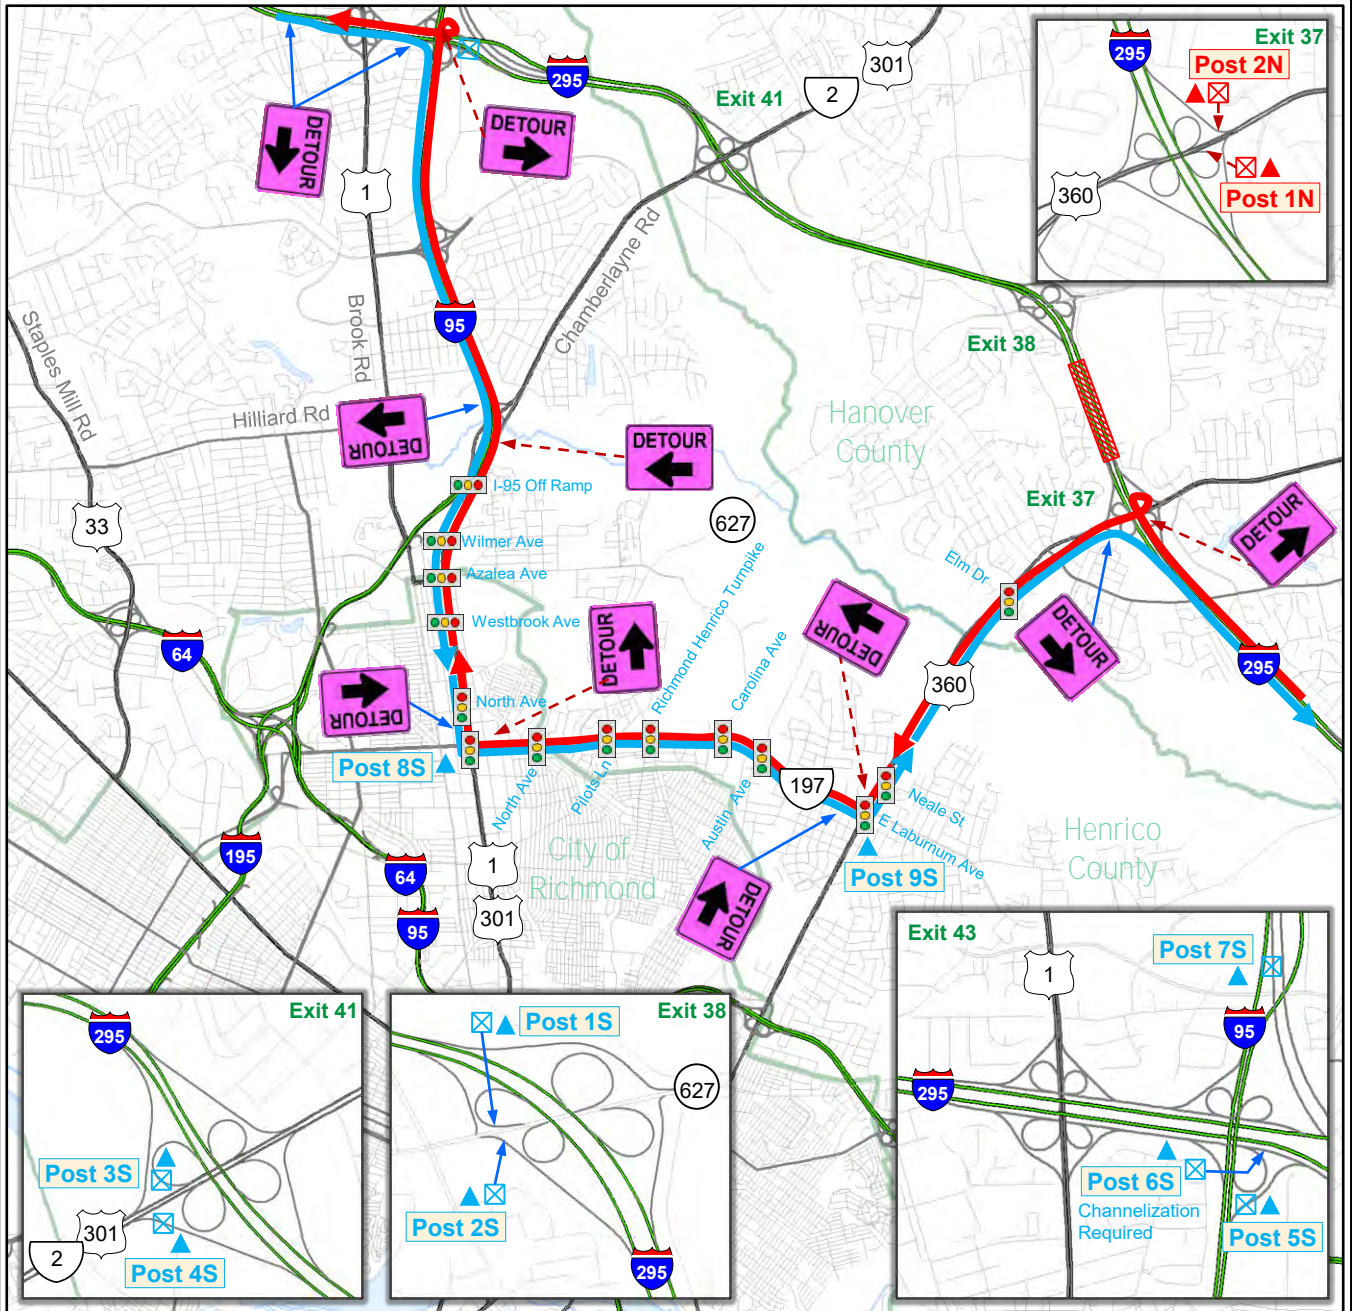 DETOUR
DETOUR
295
Exit 41
2
301
Exit 37
295
Post 2N
360
Post 1N
1
Chamberlayne Rd
Brook Rd
95
Staples Mill Rd
Exit 38
Hilliard Rd
DETOUR
DETOUR
Hanover
County
I-95 Off Ramp
33
627
Exit 37
DETOUR
Wilmer Ave
Azalea Ave
Westbrook Ave
Richmond Henrico Turnpike
Elm Dr
DETOUR
DETOUR
DETOUR
Carolina Ave
64
295
360
DETOUR
North Ave
Post 8S
North Ave
Pilots Ln
Austin Ave
197
Neale St
E Laburnum Ave
195
64
1
City of
Richmond
Henrico
County
Post 9S
DETOUR
301
95
Exit 41
295
Post 3S
301
2
Post 4S
Exit 38
Post 1S
627
Post 2S
295
Exit 43
Post 7S
1
95
295
Post 6S
Channelization
Required
Post 5S